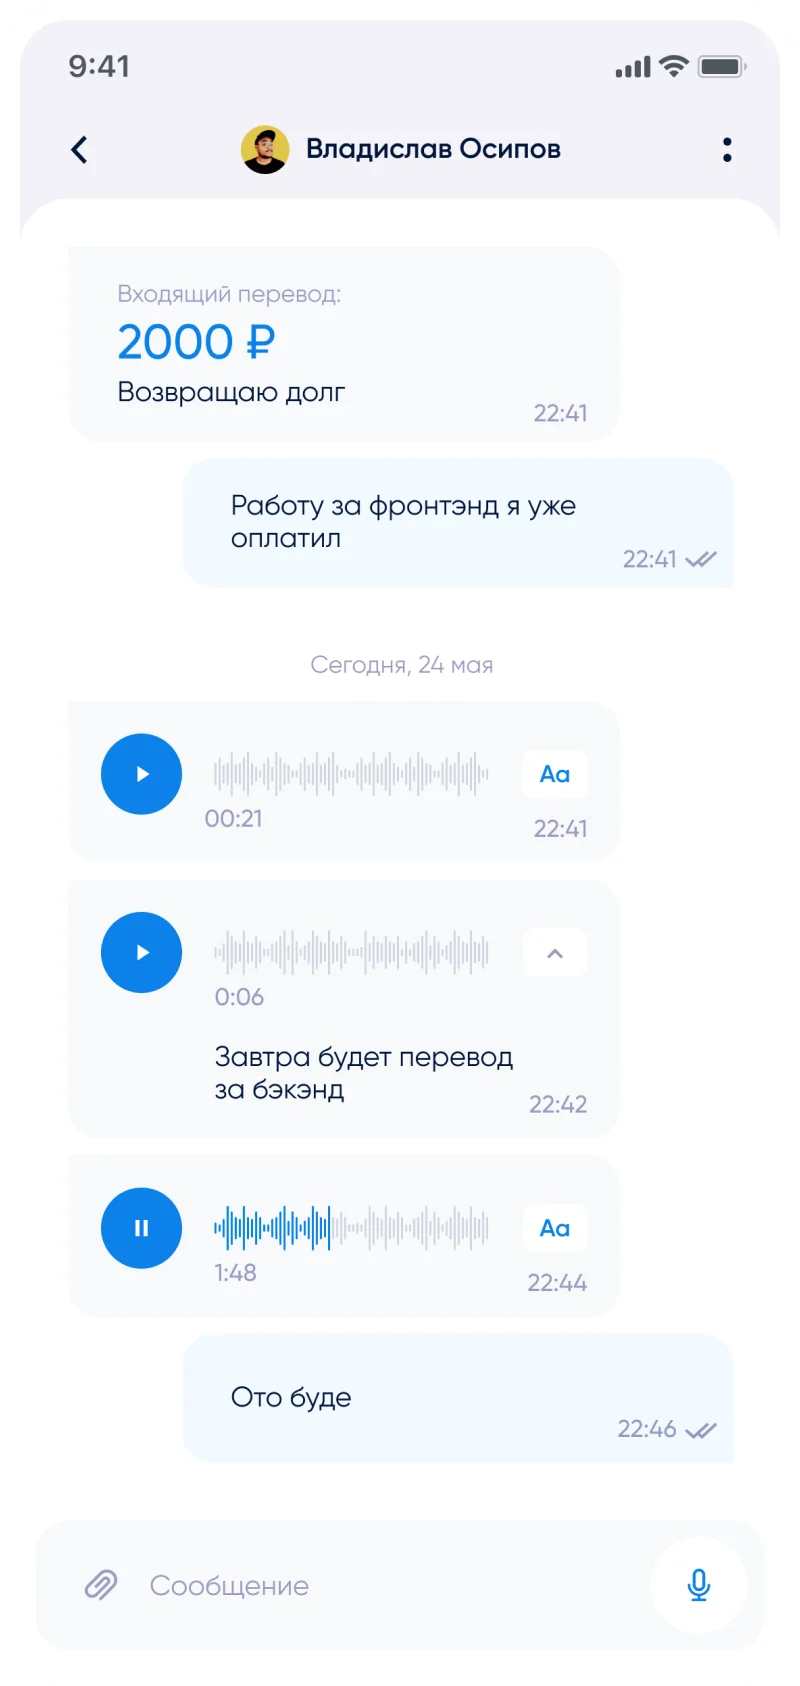 9:41
Владислав Осипов
Входящий перевод:
2000 ₽
Возвращаю долг
22:41
Работу за фронтэнд я уже
оплатил
22:41
Сегодня, 24 мая
Aa
00:21
22:41
0:06
Завтра будет перевод
за бэкэнд
22:42
Aa
1:48
22:44
Ото буде
22:46
Сообщение